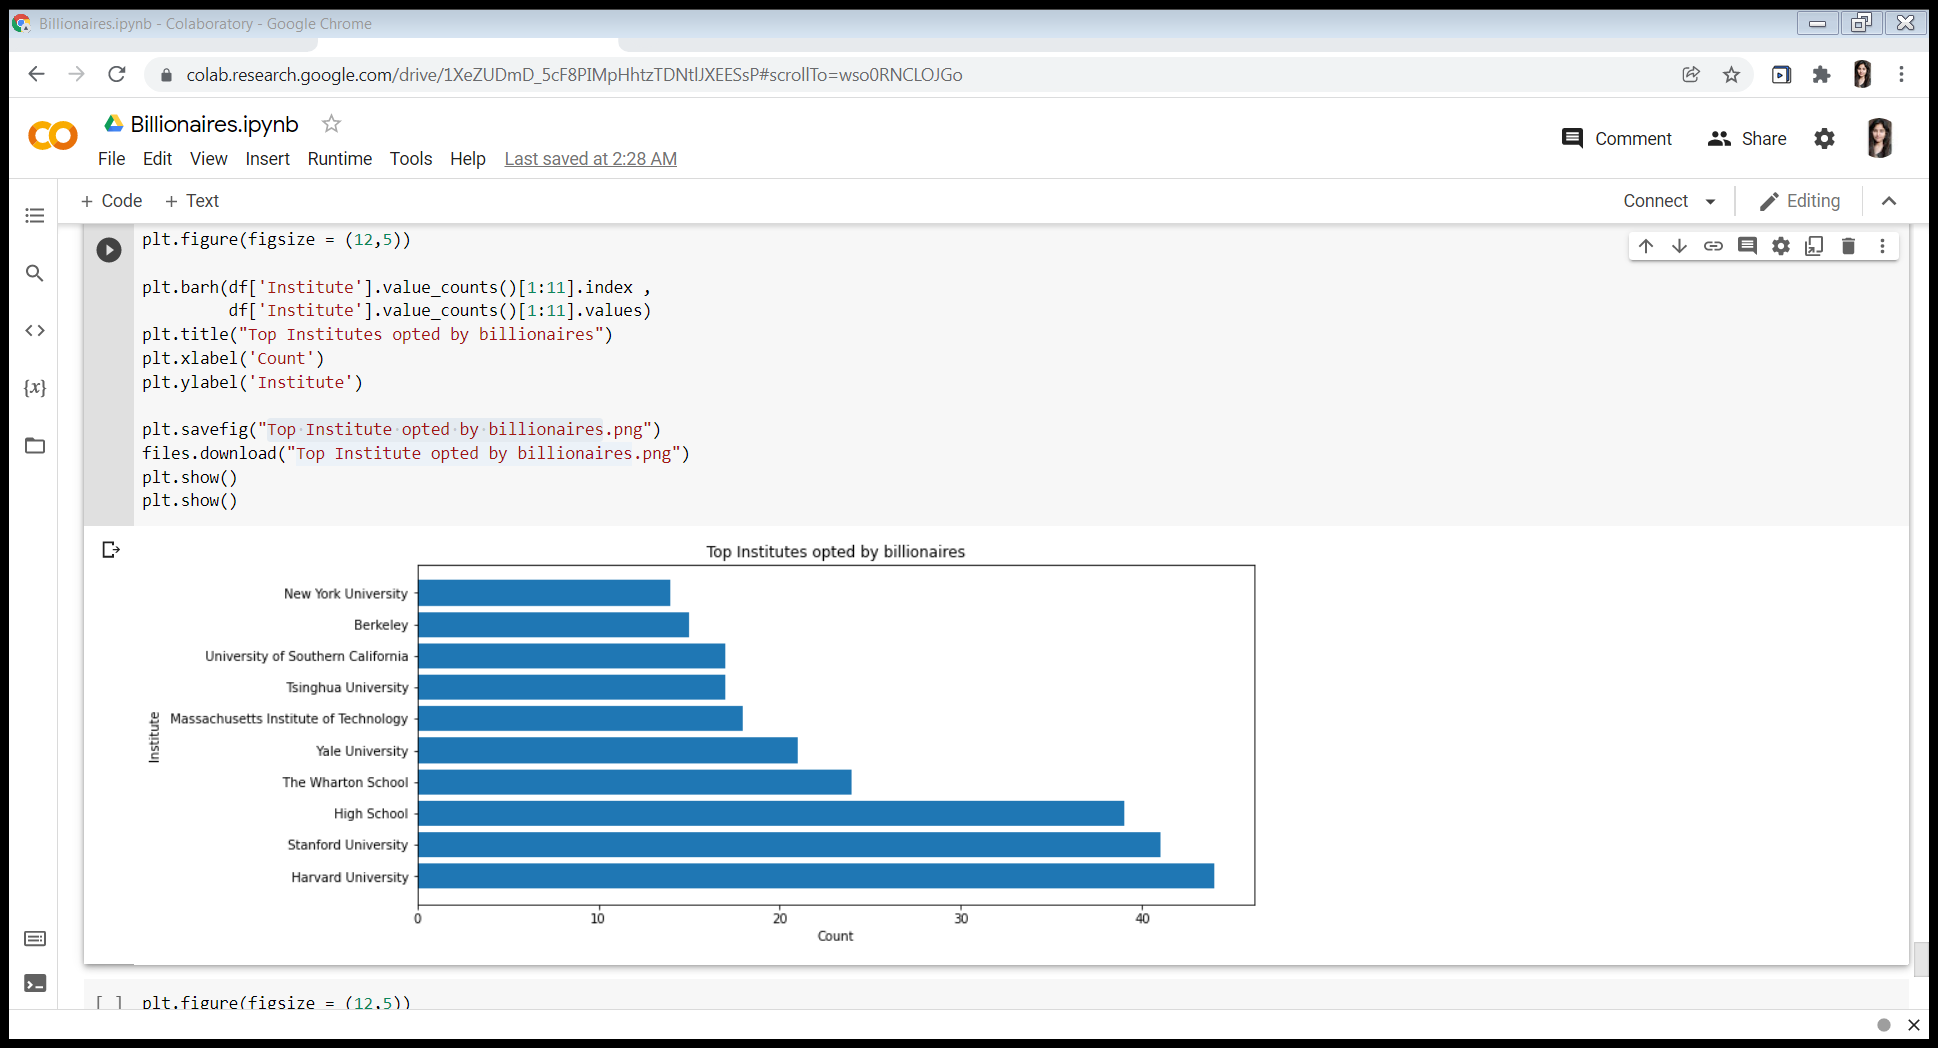 Billionaires.ipynb - Colaboratory - Google Chrome
colab.research.google.com/drive/1XeZUDmD_5cF8PIMpHhtzTDNtlJXEESsP#scrollTo=wso0RNCLOJGo
Billionaires.ipynb
Comment Share
File Edit View Insert Runtime Tools Help Last saved at 2:28 AM
+ Code + Text Connect Editing
plt.figure(figsize = (12,5))
plt.barh(df['Institute'].value_counts()[1:11].index ,
df['Institute'].value_counts()[1:11].values)
plt.title("Top Institutes opted by billionaires")
plt.xlabel('Count')
plt.ylabel('Institute')
plt.savefig("Top Institute opted by billionaires.png")
files.download("Top Institute opted by billionaires.png")
plt.show()
plt.show()
Top Institutes opted by billionaires
New York University
Berkeley
University of Southern California
Tsinghua University
Massachusetts Institute of Technology
Yale University
The Wharton School
High School
Stanford University
Harvard University
Institute
0 10 20 30 40
Count
[ ] plt.figure(figsize = (12,5))